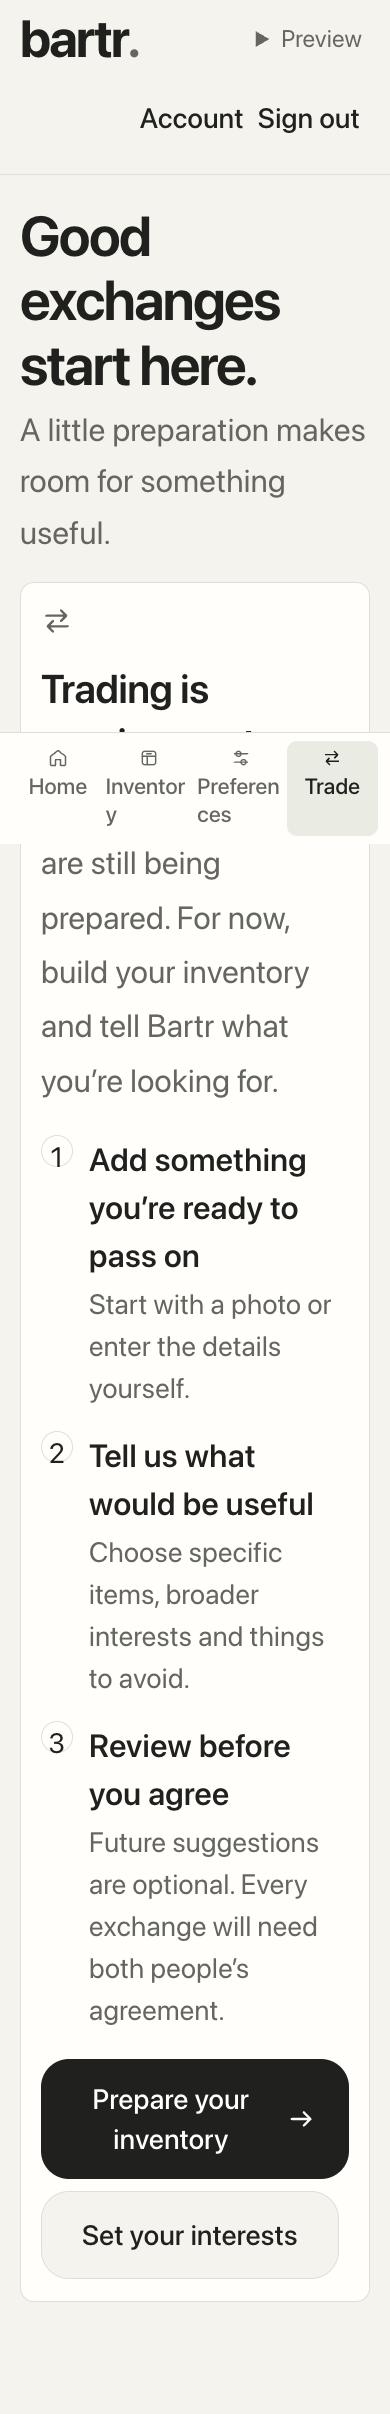 bartr.
Preview
Account Sign out
Good
exchanges
start here.
A little preparation makes
room for something
useful.
Trading is
Home
Inventor
y
Preferen
ces
Trade
are still being
prepared. For now,
build your inventory
and tell Bartr what
you’re looking for.
1
Add something
you’re ready to
pass on
Start with a photo or
enter the details
yourself.
2
Tell us what
would be useful
Choose specific
items, broader
interests and things
to avoid.
3
Review before
you agree
Future suggestions
are optional. Every
exchange will need
both people’s
agreement.
Prepare your
inventory
Set your interests